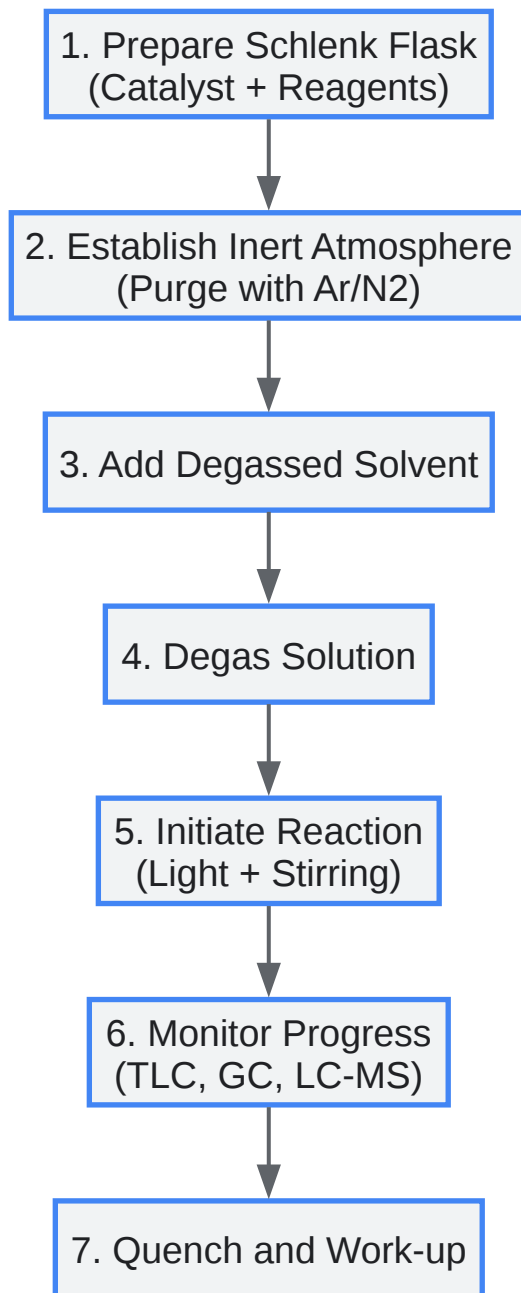 1. Prepare Schlenk Flask
(Catalyst + Reagents)
2. Establish Inert Atmosphere
(Purge with Ar/N2)
3. Add Degassed Solvent
4. Degas Solution
5. Initiate Reaction
(Light + Stirring)
6. Monitor Progress
(TLC, GC, LC-MS)
7. Quench and Work-up